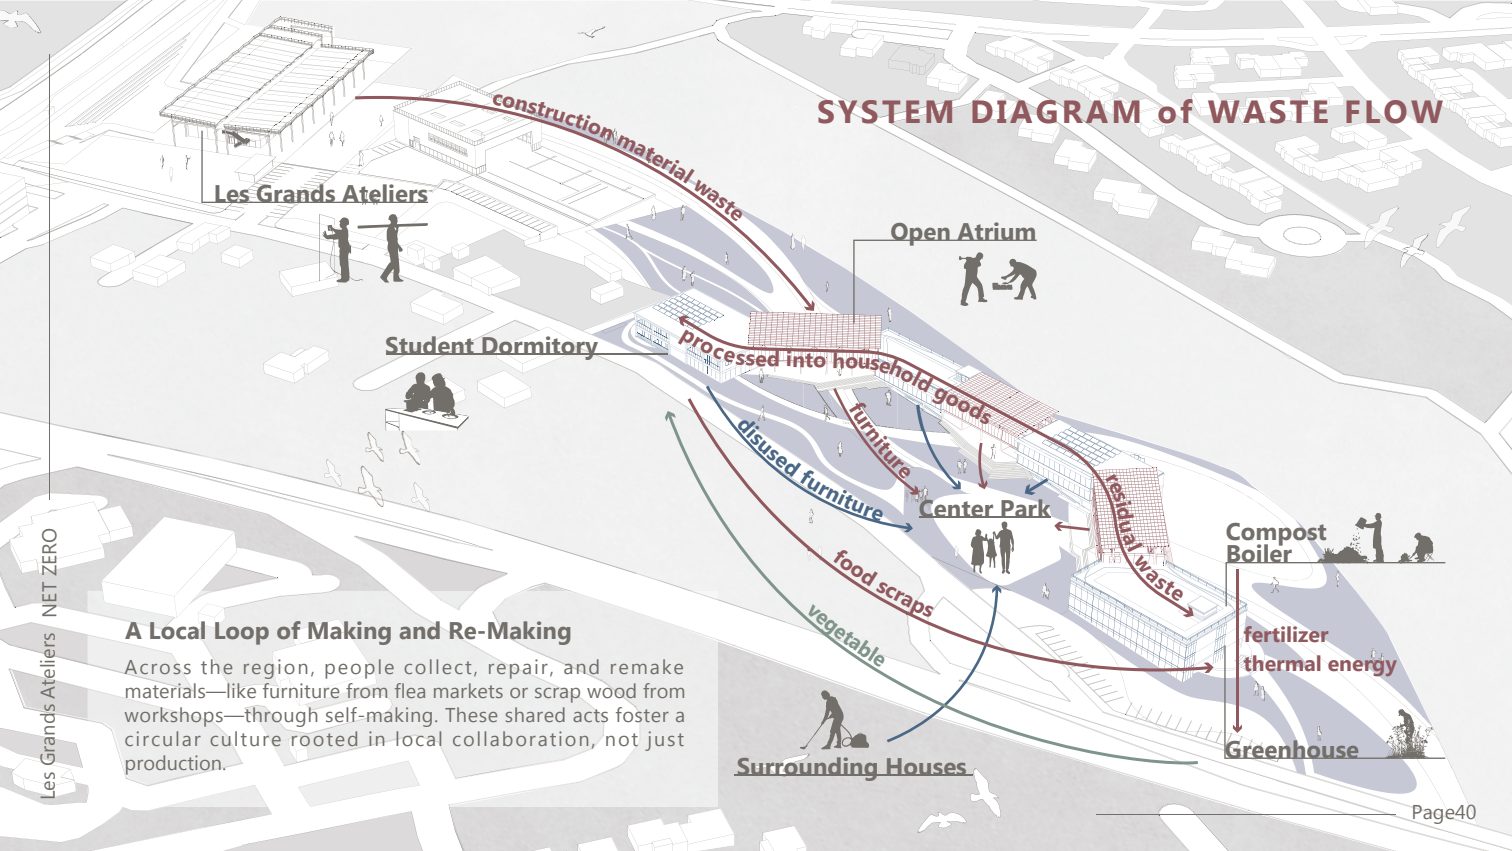 SYSTEM DIAGRAM of WASTE FLOW
construction material waste
Les Grands Ateliers
Open Atrium
Student Dormitory
processed into household goods
furniture
disused furniture
Center Park
residual waste
Compost
Boiler
food scraps
vegetable
fertilizer
thermal energy
Greenhouse
Surrounding Houses
A Local Loop of Making and Re-Making
Across the region, people collect, repair, and remake
materials—like furniture from flea markets or scrap wood from
workshops—through self-making. These shared acts foster a
circular culture rooted in local collaboration, not just
production.
Les Grands Ateliers NET ZERO
Page40